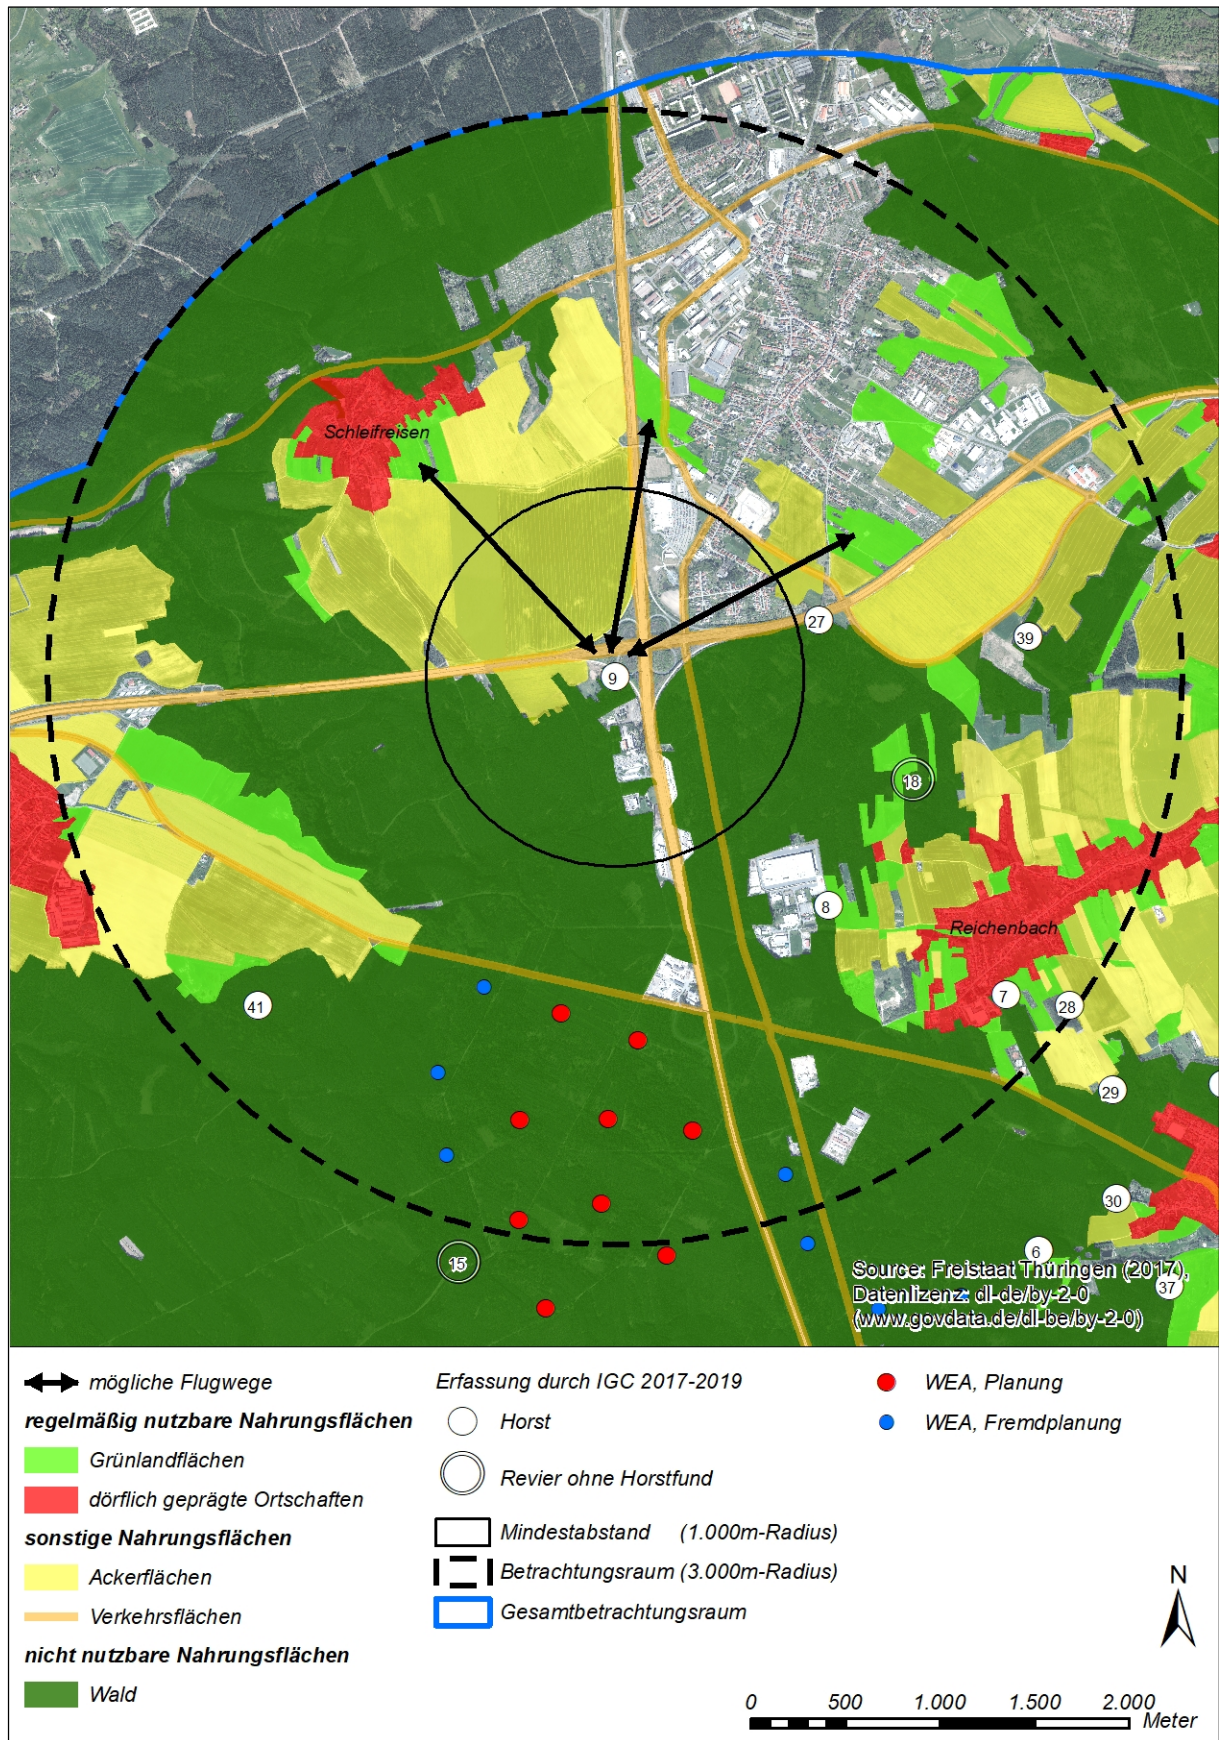 Schleifreisen
27
39
9
18
8
Reichenbach
7
28
41
29
30
6
15
37
Source: Freistaat Thüringen (2017),
Datenlizenz: dl-de/by-2-0
(www.govdata.de/dl-be/by-2-0)
mögliche Flugwege
regelmäßig nutzbare Nahrungsflächen
Grünlandflächen
dörflich geprägte Ortschaften
sonstige Nahrungsflächen
Ackerflächen
Verkehrsflächen
nicht nutzbare Nahrungsflächen
Wald
Erfassung durch IGC 2017-2019
Horst
Revier ohne Horstfund
Mindestabstand (1.000m-Radius)
Betrachtungsraum (3.000m-Radius)
Gesamtbetrachtungsraum
WEA, Planung
WEA, Fremdplanung
N
0 500 1.000 1.500 2.000
Meter